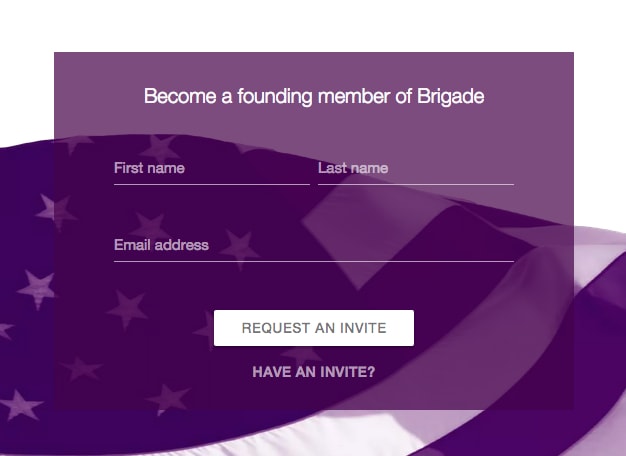 Become a founding member of Brigade
First name Last name
Email address
REQUEST AN INVITE
HAVE AN INVITE?